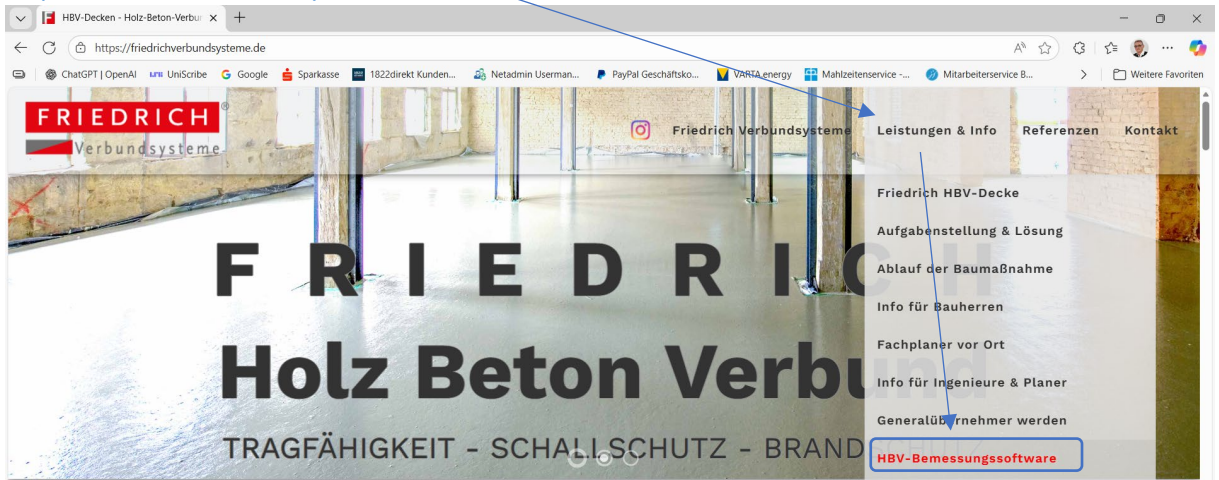 HBV-Decken - Holz-Beton-Verbur
https://friedrichverbundsysteme.de
ChatGPT | OpenAI UniScribe Google Sparkasse 1822direkt Kunden... Netadmin Userman... PayPal Geschäftsko... VARTA.energy Mahlzeitenservice -... Mitarbeiterservice B... Weitere Favoriten
FRIEDRICH®
Verbundsysteme
Friedrich Verbundsysteme Leistungen & Info Referenzen Kontakt
Friedrich HBV-Decke
Aufgabenstellung & Lösung
Ablauf der Baumaßnahme
Info für Bauherren
Fachplaner vor Ort
Info für Ingenieure & Planer
Generalübernehmer werden
HBV-Bemessungssoftware
FRIEDRICH
Holz Beton Verbund
TRAGFÄHIGKEIT - SCHALLSCHUTZ - BRANDSCHUTZ